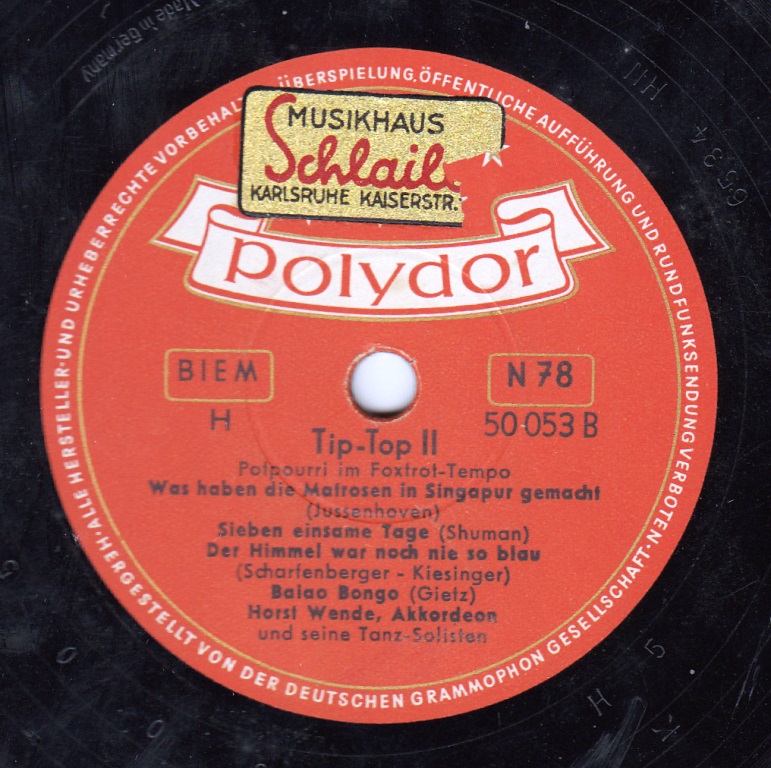 Made in Germany
MUSIKHAUS
Schlaile
KARLSRUHE KAISERSTR.
polydor
BIEM
N 78
H
50 053 B
Tip-Top II
Potpourri im Foxtrot-Tempo
Was haben die Matrosen in Singapur gemacht
(Jussenhoven)
Sieben einsame Tage (Shuman)
Der Himmel war noch nie so blau
(Scharfenberger - Kiesinger)
Baiao Bongo (Gietz)
Horst Wende, Akkordeon
und seine Tanz-Solisten
·ALLE HERSTELLER-UND URHEBERRECHTE VORBEHAL ÜBERSPIELUNG, ÖFFENTLICHE AUFFÜHRUNG UND RUNDFUNKSENDUNG VERBOTEN·
HERGESTELLT VON DER DEUTSCHEN GRAMMOPHON GESELLSCHAFT·